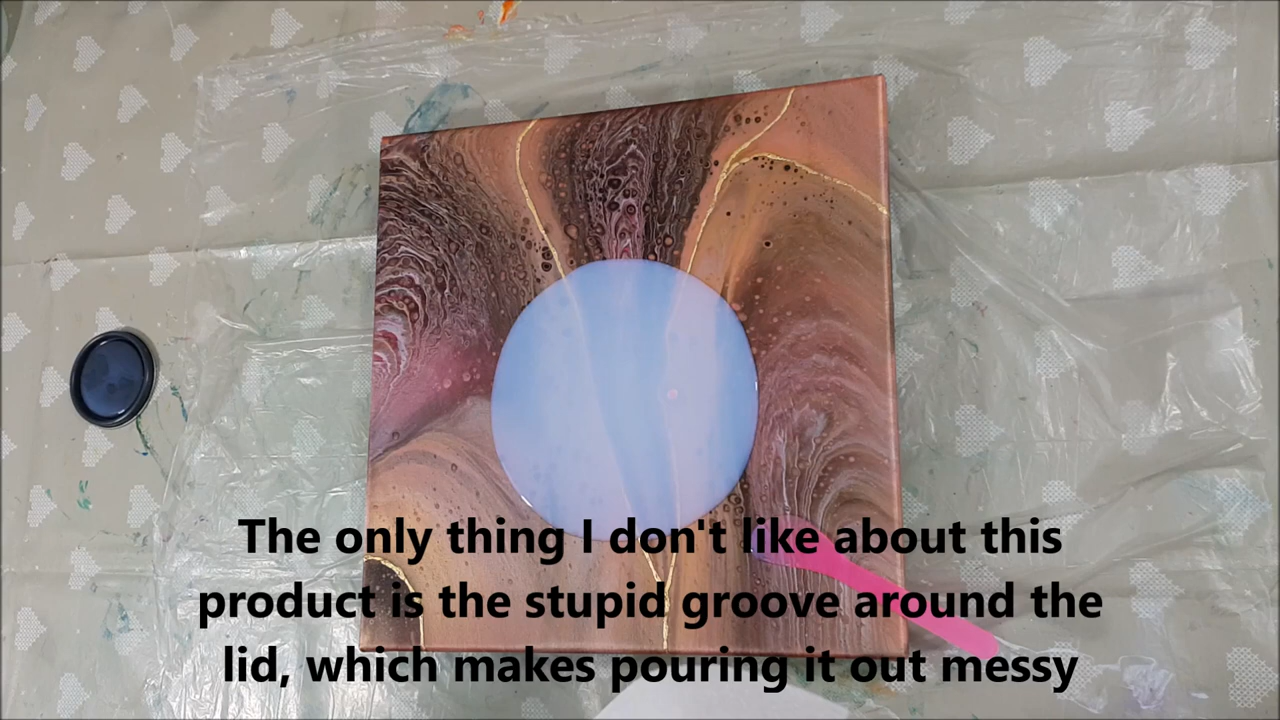 The only thing I don't like about this
product is the stupid groove around the
lid, which makes pouring it out messy